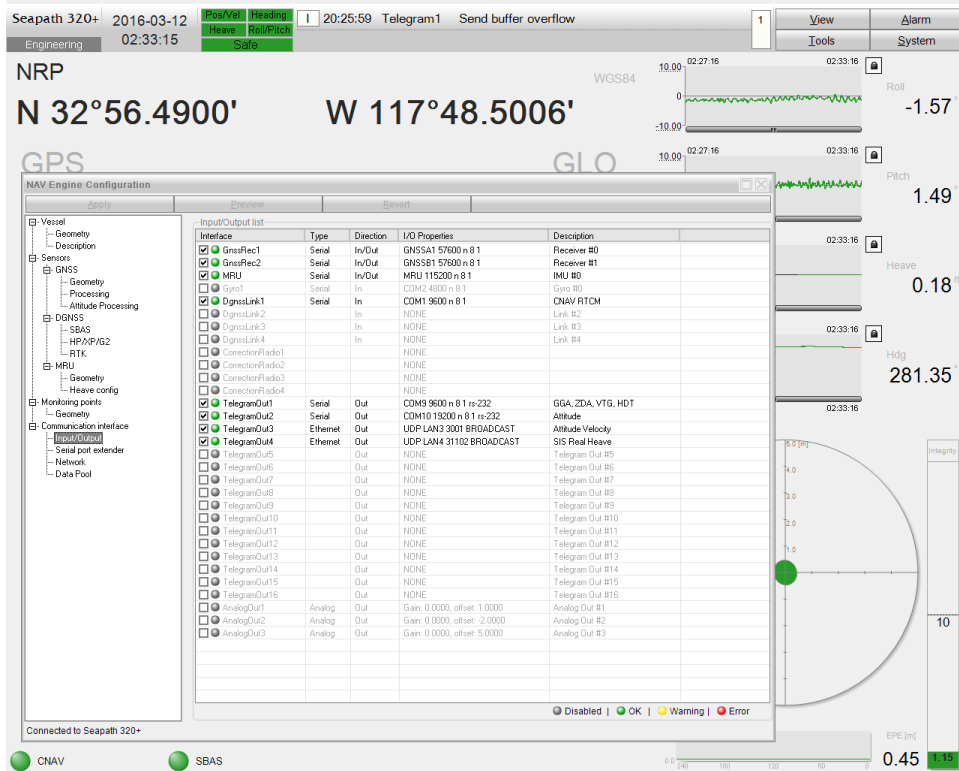 Seapath 320+
Engineering
2016-03-12
02:33:15
Pos/Vel Heading
Heave Roll/Pitch
Safe
I 20:25:59 Telegram1 Send buffer overflow
1
View
Alarm
Tools
System
NRP
WGS84
N 32°56.4900' W 117°48.5006'
GPS
GLO
10.00 02:27:16 02:33:16
0
-10.00
Roll
-1.57°
10.00 02:27:16 02:33:16
Pitch
1.49°
02:33:16
Heave
0.18
02:33:16
Hdg
281.35°
02:33:16
NAV Engine Configuration
Apply Preview Revert
Vessel
Geometry
Description
Sensors
GNSS
Geometry
Processing
Attitude Processing
DGNSS
SBAS
HP/XP/G2
RTK
MRU
Geometry
Heave config
Monitoring points
Geometry
Communication interface
Input/Output
Serial port extender
Network
Data Pool
Input/Output list
Interface Type Direction I/O Properties Description
GnssRec1 Serial In/Out GNSSA1 57600 n 8 1 Receiver #0
GnssRec2 Serial In/Out GNSSB1 57600 n 8 1 Receiver #1
MRU Serial In/Out MRU 115200 n 8 1 IMU #0
Gyro1 Serial In COM2 4800 n 8 1 Gyro #0
DgnssLink1 Serial In COM1 9600 n 8 1 CNAV RTCM
DgnssLink2 In NONE Link #2
DgnssLink3 In NONE Link #3
DgnssLink4 In NONE Link #4
CorrectionRadio1 NONE
CorrectionRadio2 NONE
CorrectionRadio3 NONE
CorrectionRadio4 NONE
TelegramOut1 Serial Out COM9 9600 n 8 1 rs-232 GGA, ZDA, VTG, HDT
TelegramOut2 Serial Out COM10 19200 n 8 1 rs-232 Attitude
TelegramOut3 Ethernet Out UDP LAN3 3001 BROADCAST Attitude Velocity
TelegramOut4 Ethernet Out UDP LAN4 31102 BROADCAST SIS Real Heave
TelegramOut5 Out NONE Telegram Out #5
TelegramOut6 Out NONE Telegram Out #6
TelegramOut7 Out NONE Telegram Out #7
TelegramOut8 Out NONE Telegram Out #8
TelegramOut9 Out NONE Telegram Out #9
TelegramOut10 Out NONE Telegram Out #10
TelegramOut11 Out NONE Telegram Out #11
TelegramOut12 Out NONE Telegram Out #12
TelegramOut13 Out NONE Telegram Out #13
TelegramOut14 Out NONE Telegram Out #14
TelegramOut15 Out NONE Telegram Out #15
TelegramOut16 Out NONE Telegram Out #16
AnalogOut1 Analog Out Gain: 0.0000, offset: 1.0000 Analog Out #1
AnalogOut2 Analog Out Gain: 0.0000, offset: -2.0000 Analog Out #2
AnalogOut3 Analog Out Gain: 0.0000, offset: 5.0000 Analog Out #3
Disabled | OK | Warning | Error
Connected to Seapath 320+
5.0 [m]
4.0
3.0
2.0
1.0
Integrity
10
1.15
EPE [m]
0.45
0.0 240 180 120 60 0
CNAV
SBAS